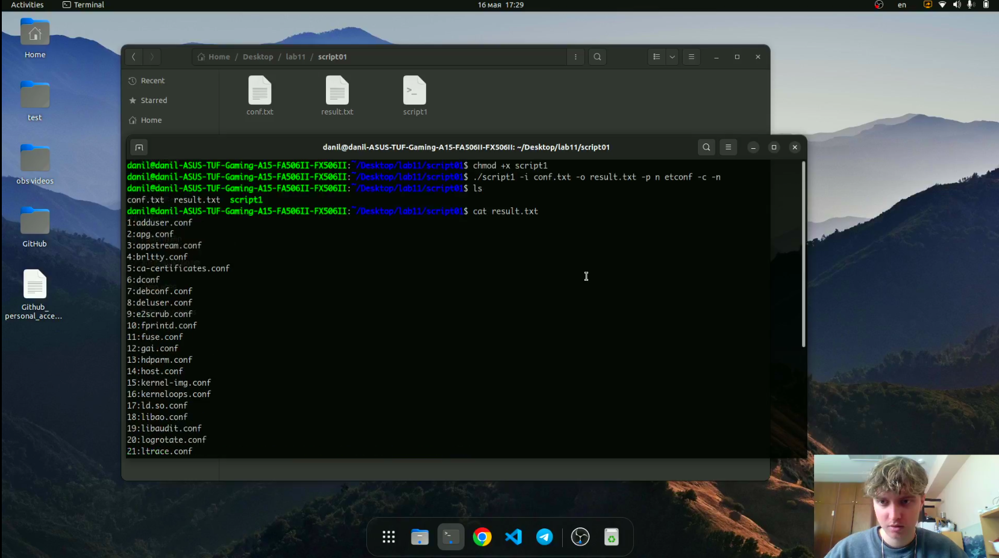 Activities
Terminal
16 мая 17:29
en
Home
test
obs videos
GitHub
Github_
personal_acce...
Home / Desktop / lab11 / script01
Recent
Starred
Home
conf.txt
result.txt
script1
danil@danil-ASUS-TUF-Gaming-A15-FA506II-FX506II: ~/Desktop/lab11/script01
danil@danil-ASUS-TUF-Gaming-A15-FA506II-FX506II:~/Desktop/lab11/script01$ chmod +x script1
danil@danil-ASUS-TUF-Gaming-A15-FA506II-FX506II:~/Desktop/lab11/script01$ ./script1 -i conf.txt -o result.txt -p n etconf -c -n
danil@danil-ASUS-TUF-Gaming-A15-FA506II-FX506II:~/Desktop/lab11/script01$ ls
conf.txt  result.txt  script1
danil@danil-ASUS-TUF-Gaming-A15-FA506II-FX506II:~/Desktop/lab11/script01$ cat result.txt
1:adduser.conf
2:apg.conf
3:appstream.conf
4:brltty.conf
5:ca-certificates.conf
6:dconf
7:debconf.conf
8:deluser.conf
9:e2scrub.conf
10:fprintd.conf
11:fuse.conf
12:gai.conf
13:hdparm.conf
14:host.conf
15:kernel-img.conf
16:kerneloops.conf
17:ld.so.conf
18:libao.conf
19:libaudit.conf
20:logrotate.conf
21:ltrace.conf